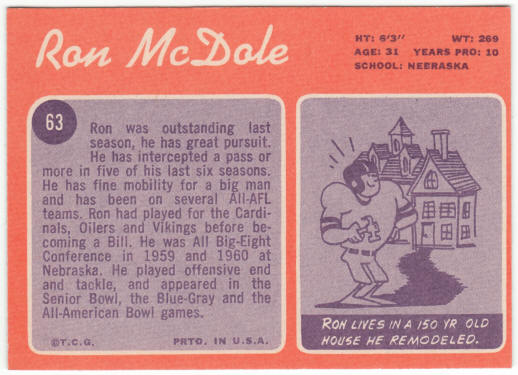 Ron McDole
HT: 6'3" WT: 269
AGE: 31 YEARS PRO: 10
SCHOOL: NEBRASKA
63
Ron was outstanding last
season, he has great pursuit.
He has intercepted a pass or
more in five of his last six seasons.
He has fine mobility for a big man
and has been on several All-AFL
teams. Ron had played for the Cardi-
nals, Oilers and Vikings before be-
coming a Bill. He was All Big-Eight
Conference in 1959 and 1960 at
Nebraska. He played offensive end
and tackle, and appeared in the
Senior Bowl, the Blue-Gray and the
All-American Bowl games.
©T.C.G. PRTD. IN U.S.A.
RON LIVES IN A 150 YR OLD
HOUSE HE REMODELED.